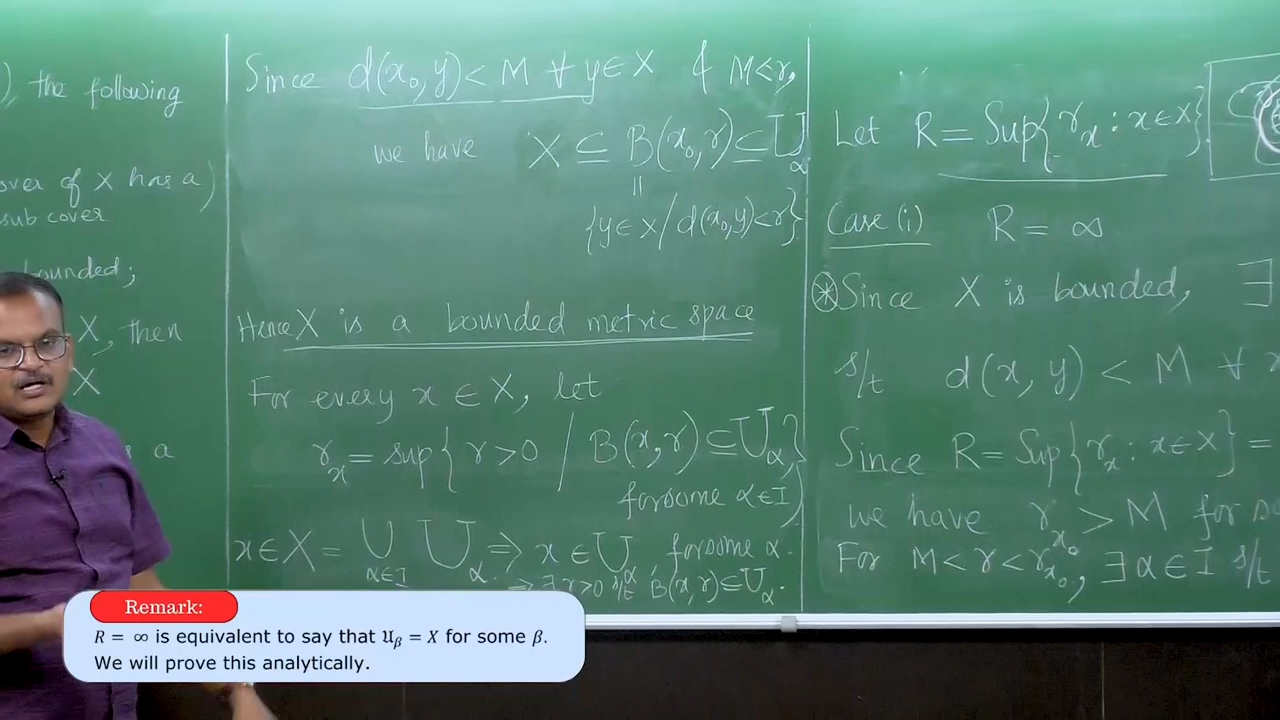 ), the following
over of X has a)
sub cover
bounded;
X, then
X
s a
Since d(x₀, y) < M ∀ y ∈ X & M < r,
we have X ⊆ B(x₀, r) ⊆ U_α
||
{y ∈ X / d(x₀, y) < r}
Hence X is a bounded metric space
For every x ∈ X, let
r_x = sup{ r > 0 / B(x, r) ⊆ U_α,
for some α ∈ I}
x ∈ X = ∪_{α∈I} U_α ⇒ x ∈ U_α for some α.
⇒ ∃ r > 0 s/t B(x, r) ⊆ U_α.
Let R = Sup{r_x : x ∈ X}
Case (i) R = ∞
⊛ Since X is bounded, ∃
s/t d(x, y) < M ∀
Since R = Sup{r_x : x ∈ X} =
we have r_{x₀} > M for
For M < r < r_{x₀}, ∃ α ∈ I s/t
Remark:
R = ∞ is equivalent to say that 𝔘_β = X for some β.
We will prove this analytically.